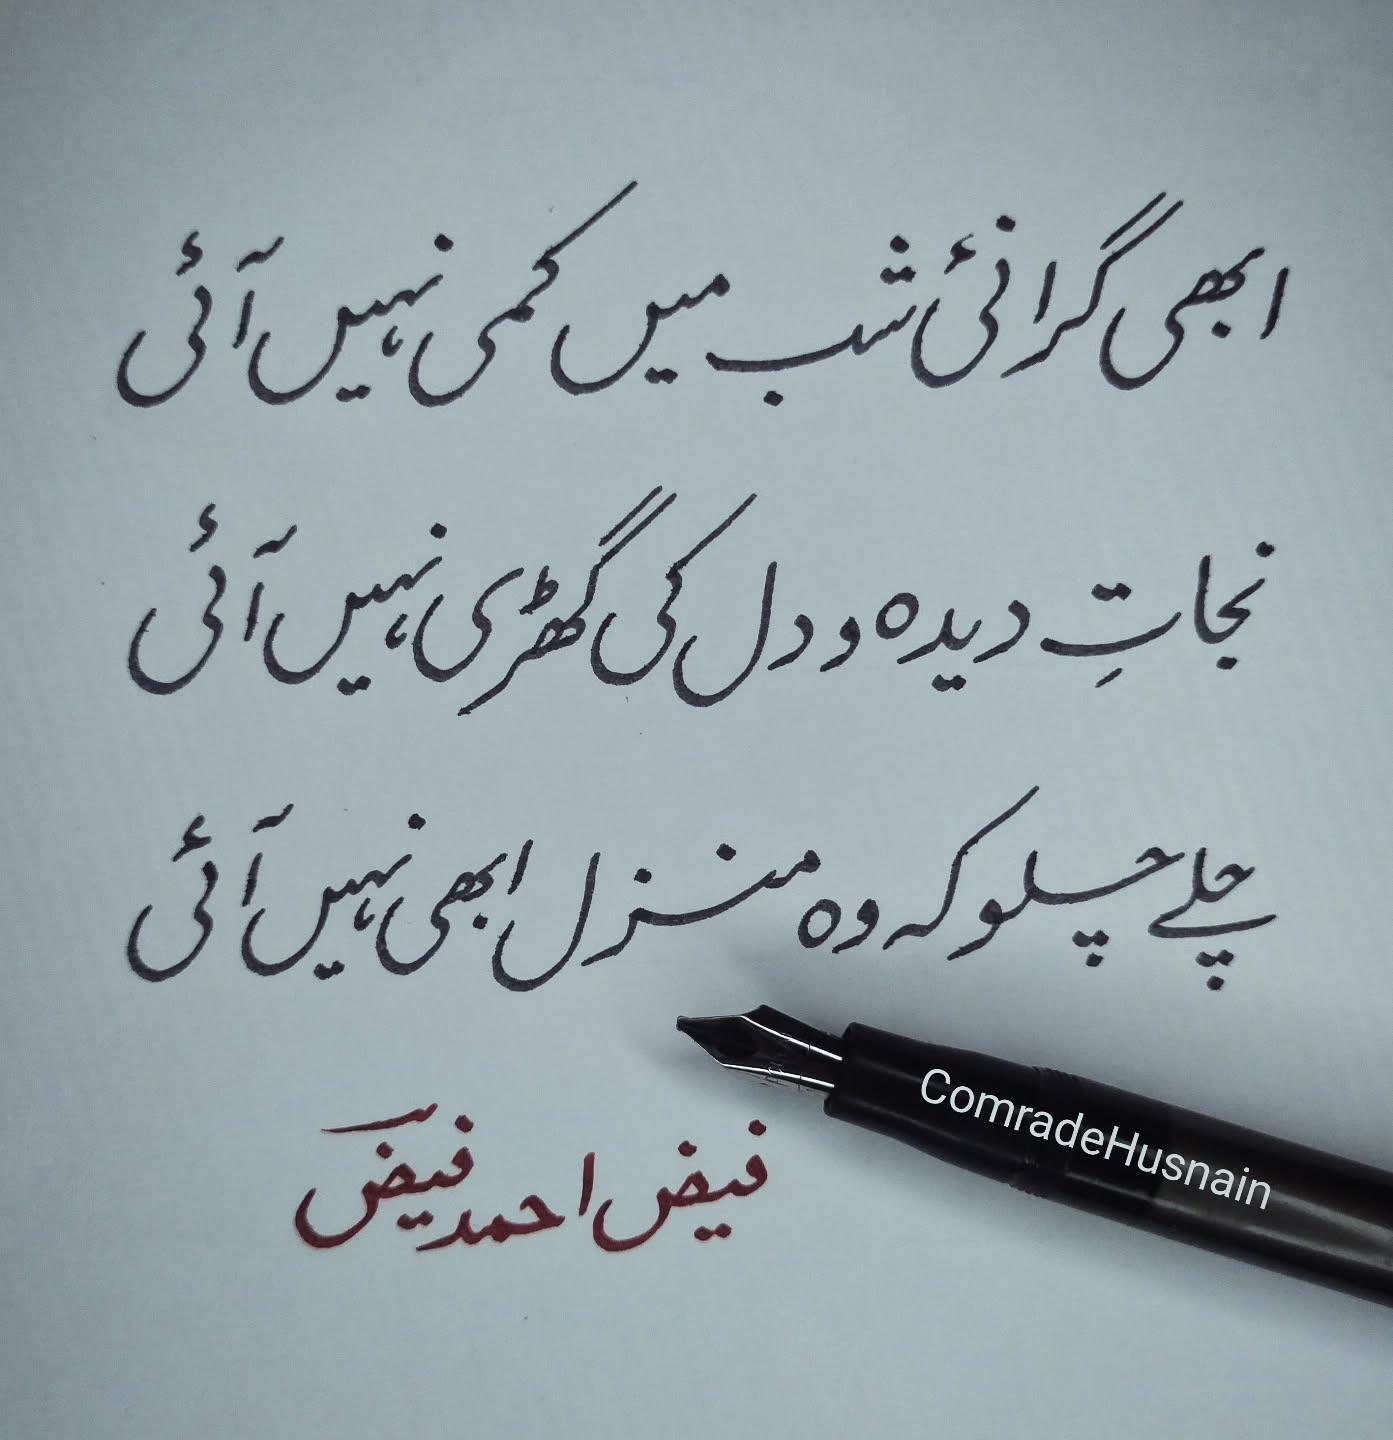 ابھی گرانئ شب میں کمی نہیں آئی
نجاتِ دیدہ و دل کی گھڑی نہیں آئی
چلے چلو کہ وہ منزل ابھی نہیں آئی
فیض احمد فیض
ComradeHusnain